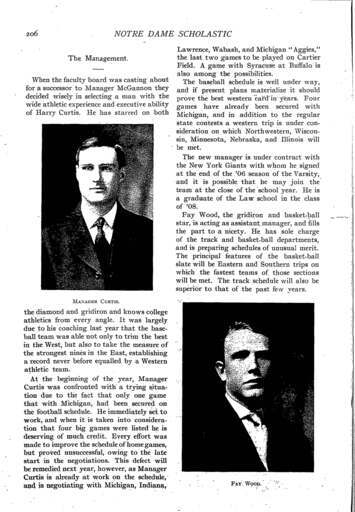 206
NOTRE DAME SCHOLASTIC
The Management.
When the faculty board was casting about
for a successor to Manager McGannon they
decided wisely in selecting a man with the
wide athletic experience and executive ability
of Harry Curtis. He has starred on both
MANAGER CURTIS.
the diamond and gridiron and knows college
athletics from every angle. It was largely
due to his coaching last year that the base-
ball team was able not only to trim the best
in the West, but also to take the measure of
the strongest nines in the East, establishing
a record never before equalled by a Western
athletic team.
At the beginning of the year, Manager
Curtis was confronted with a trying situa-
tion due to the fact that only one game
that with Michigan, had been secured on
the football schedule. He immediately set to
work, and when it is taken into considera-
tion that four big games were listed he is
deserving of much credit. Every effort was
made to improve the schedule of home games,
but proved unsuccessful, owing to the late
start in the negotiations. This defect will
be remedied next year, however, as Manager
Curtis is already at work on the schedule,
and is negotiating with Michigan, Indiana,
Lawrence, Wabash, and Michigan "Aggies,"
the last two games to be played on Cartier
Field. A game with Syracuse at Buffalo is
also among the possibilities.
The baseball schedule is well under way,
and if present plans materialize it should
prove the best western card in years. Four
games have already been secured with
Michigan, and in addition to the regular
state contests a western trip is under con-
sideration on which Northwestern, Wiscon-
sin, Minnesota, Nebraska, and Illinois will
be met.
The new manager is under contract with
the New York Giants with whom he signed
at the end of the '06 season of the Varsity,
and it is possible that he may join the
team at the close of the school year. He is
a graduate of the Law school in the class
of '08.
Fay Wood, the gridiron and basket-ball
star, is acting as assistant manager, and fills
the part to a nicety. He has sole charge
of the track and basket-ball departments,
and is preparing schedules of unusual merit.
The principal features of the basket-ball
slate will be Eastern and Southern trips on
which the fastest teams of those sections
will be met. The track schedule will also be
superior to that of the past few years.
FAY WOOD.